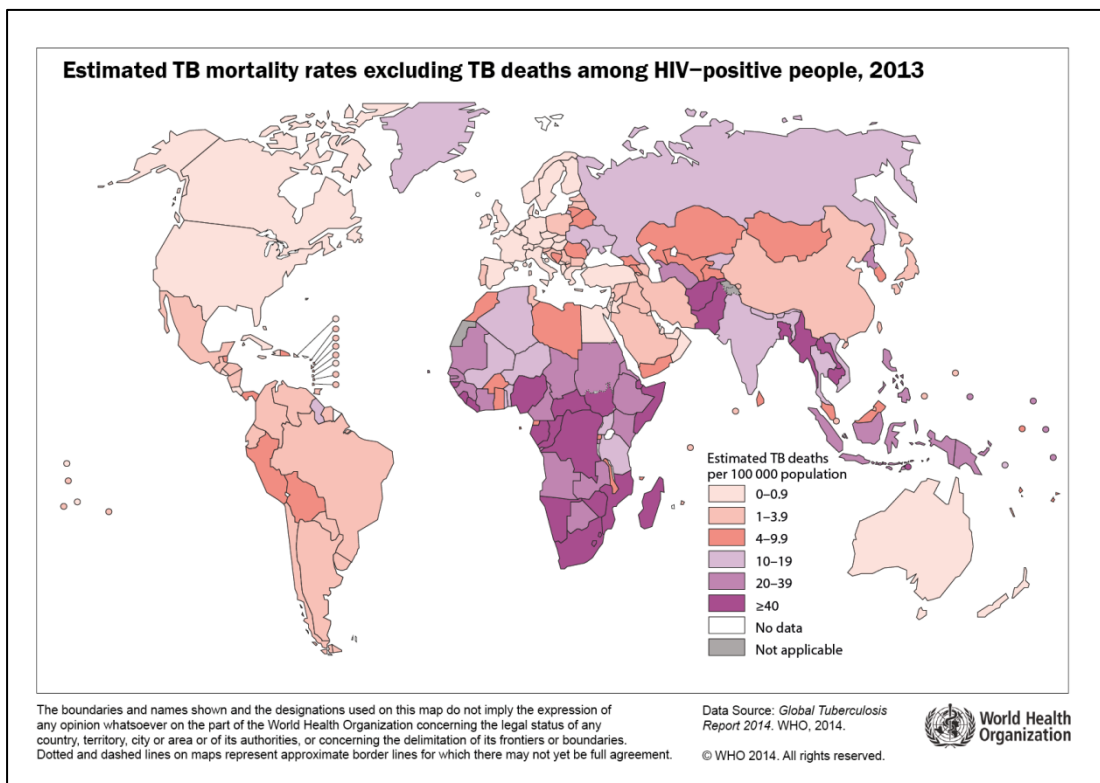 Estimated TB mortality rates excluding TB deaths among HIV−positive people, 2013
Estimated TB deaths
per 100 000 population
0–0.9
1–3.9
4–9.9
10–19
20–39
≥40
No data
Not applicable
The boundaries and names shown and the designations used on this map do not imply the expression of
any opinion whatsoever on the part of the World Health Organization concerning the legal status of any
country, territory, city or area or of its authorities, or concerning the delimitation of its frontiers or boundaries.
Dotted and dashed lines on maps represent approximate border lines for which there may not yet be full agreement.
Data Source: Global Tuberculosis
Report 2014. WHO, 2014.
© WHO 2014. All rights reserved.
World Health
Organization